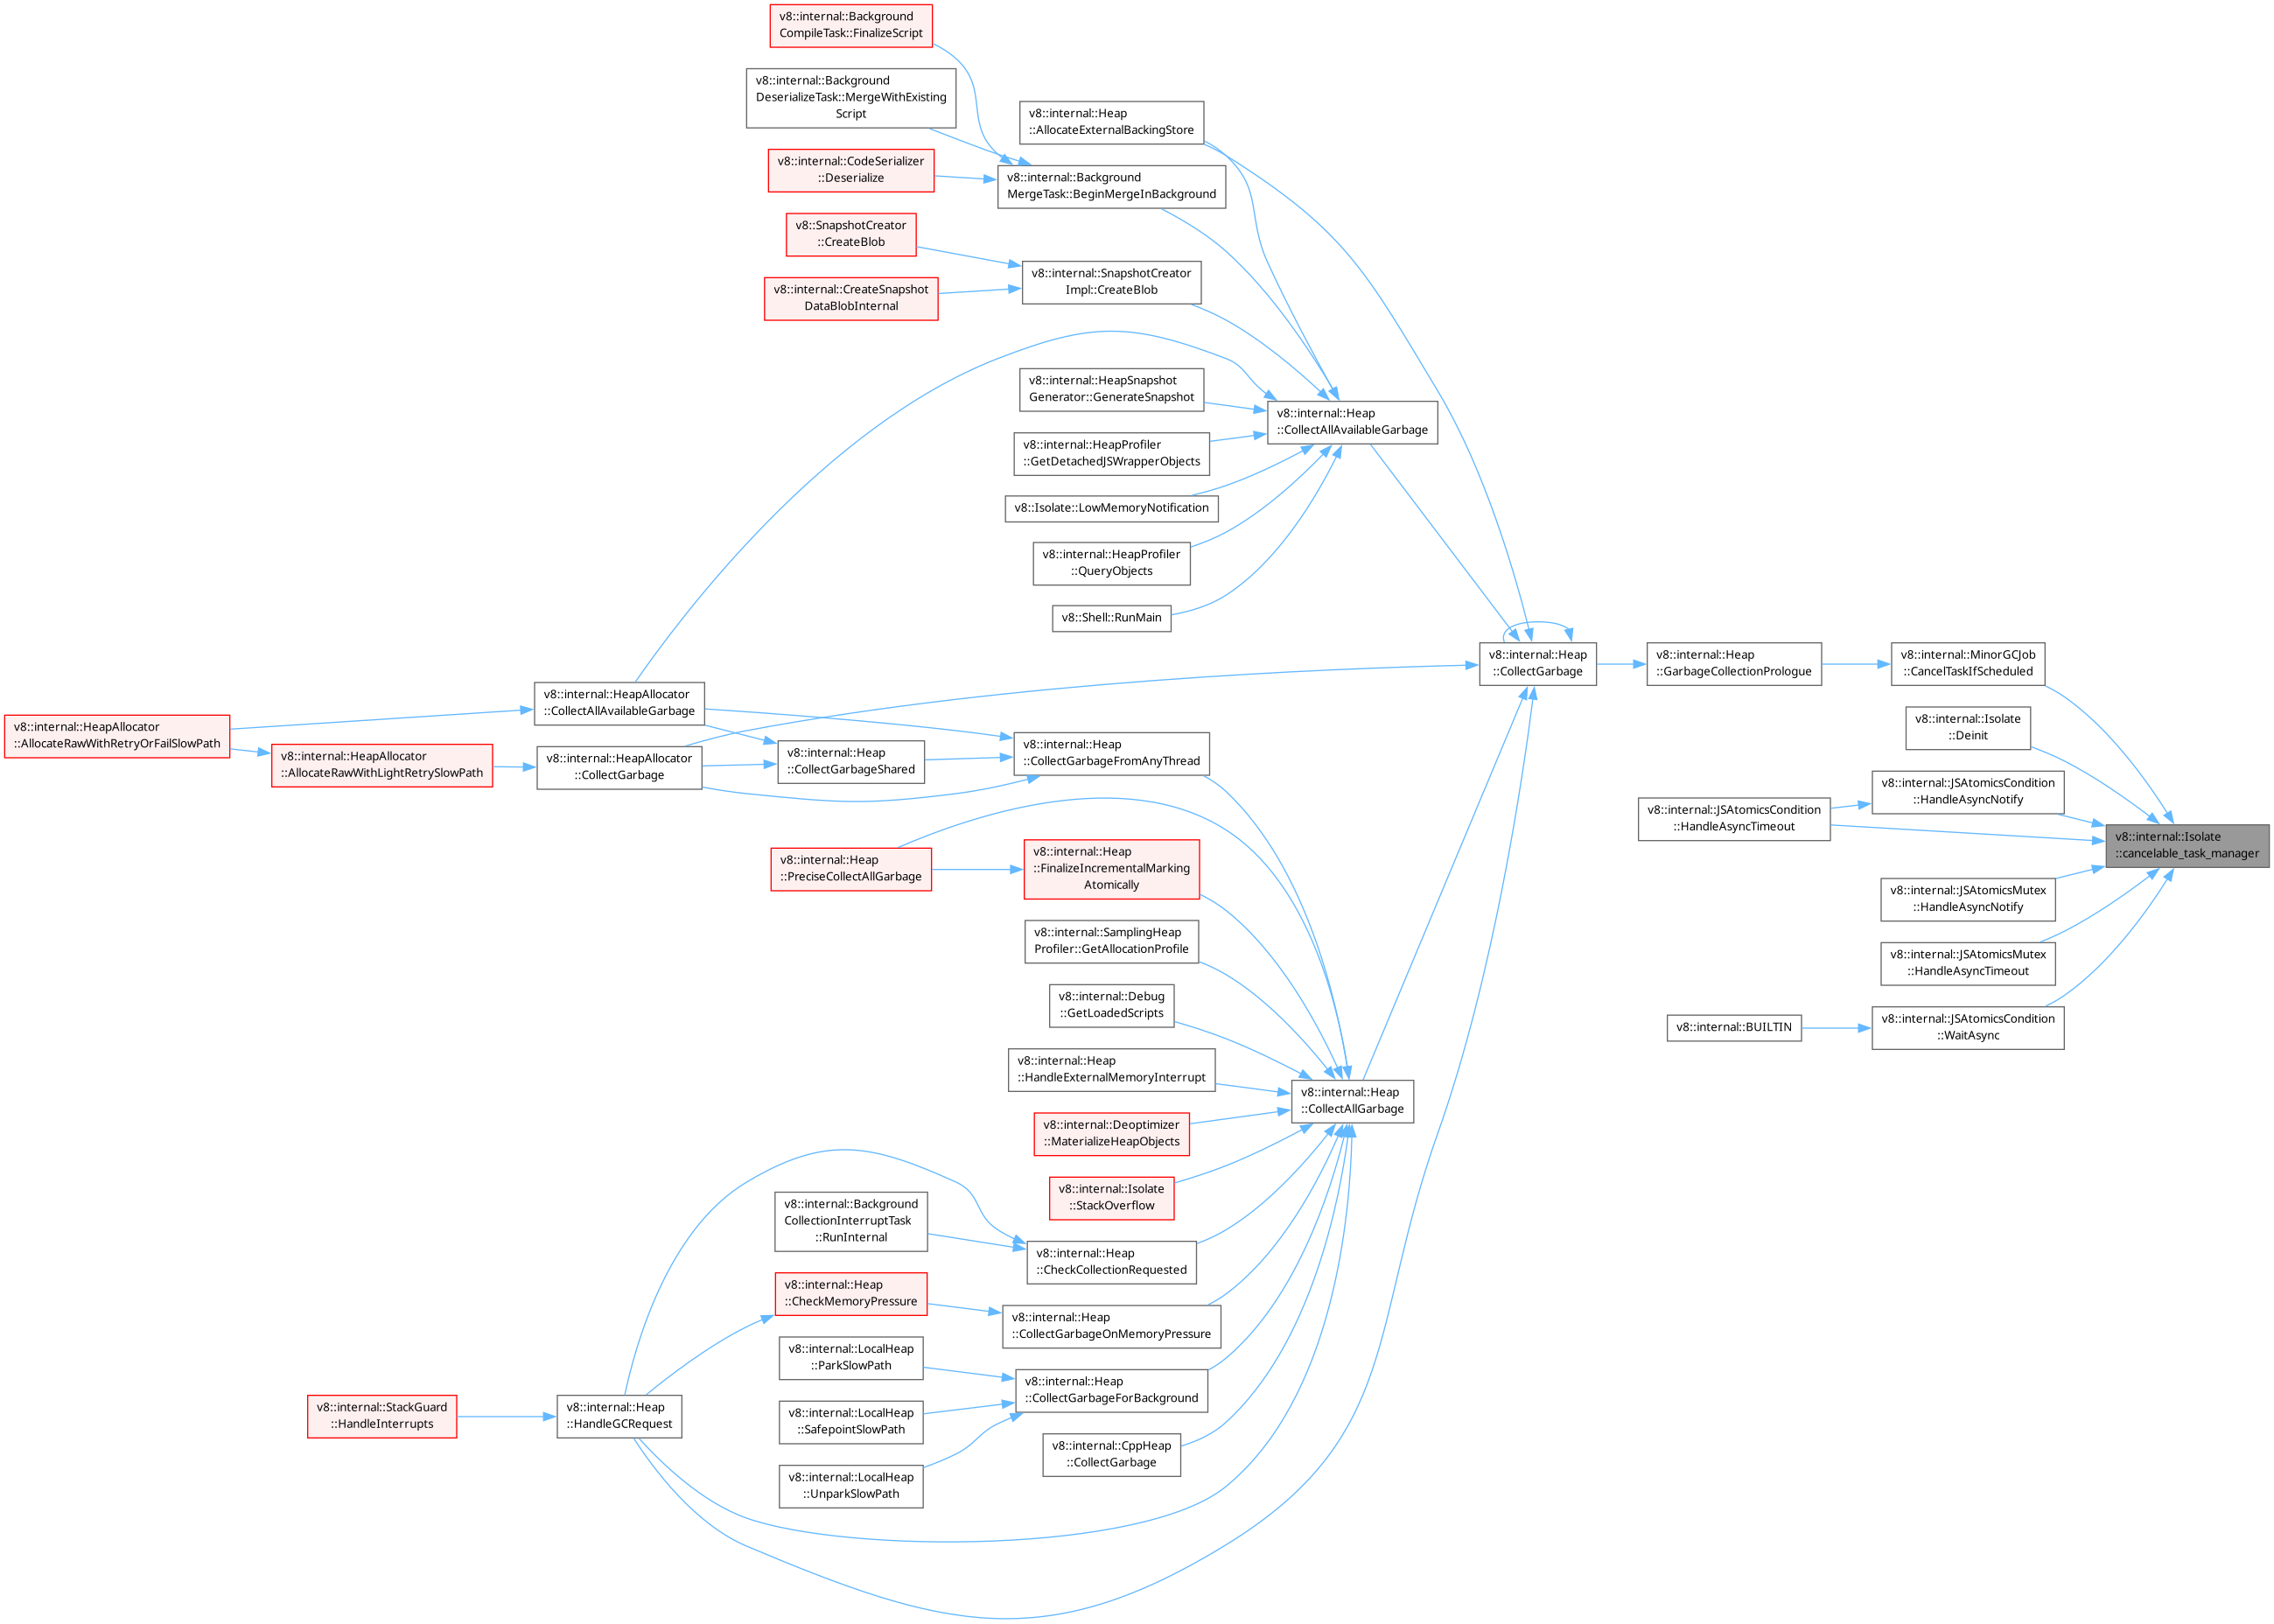 v8::internal::Background
CompileTask::FinalizeScript
v8::internal::Background
DeserializeTask::MergeWithExisting
Script
v8::internal::Heap
::AllocateExternalBackingStore
v8::internal::CodeSerializer
::Deserialize
v8::internal::Background
MergeTask::BeginMergeInBackground
v8::SnapshotCreator
::CreateBlob
v8::internal::SnapshotCreator
Impl::CreateBlob
v8::internal::CreateSnapshot
DataBlobInternal
v8::internal::HeapSnapshot
Generator::GenerateSnapshot
v8::internal::Heap
::CollectAllAvailableGarbage
v8::internal::HeapProfiler
::GetDetachedJSWrapperObjects
v8::Isolate::LowMemoryNotification
v8::internal::HeapProfiler
::QueryObjects
v8::Shell::RunMain
v8::internal::Heap
::CollectGarbage
v8::internal::Heap
::GarbageCollectionPrologue
v8::internal::MinorGCJob
::CancelTaskIfScheduled
v8::internal::HeapAllocator
::CollectAllAvailableGarbage
v8::internal::HeapAllocator
::AllocateRawWithRetryOrFailSlowPath
v8::internal::HeapAllocator
::AllocateRawWithLightRetrySlowPath
v8::internal::HeapAllocator
::CollectGarbage
v8::internal::Heap
::CollectGarbageShared
v8::internal::Heap
::CollectGarbageFromAnyThread
v8::internal::Isolate
::Deinit
v8::internal::JSAtomicsCondition
::HandleAsyncNotify
v8::internal::JSAtomicsCondition
::HandleAsyncTimeout
v8::internal::Isolate
::cancelable_task_manager
v8::internal::Heap
::PreciseCollectAllGarbage
v8::internal::Heap
::FinalizeIncrementalMarking
Atomically
v8::internal::JSAtomicsMutex
::HandleAsyncNotify
v8::internal::SamplingHeap
Profiler::GetAllocationProfile
v8::internal::JSAtomicsMutex
::HandleAsyncTimeout
v8::internal::Debug
::GetLoadedScripts
v8::internal::BUILTIN
v8::internal::JSAtomicsCondition
::WaitAsync
v8::internal::Heap
::HandleExternalMemoryInterrupt
v8::internal::Heap
::CollectAllGarbage
v8::internal::Deoptimizer
::MaterializeHeapObjects
v8::internal::Isolate
::StackOverflow
v8::internal::Background
CollectionInterruptTask
::RunInternal
v8::internal::Heap
::CheckCollectionRequested
v8::internal::Heap
::CheckMemoryPressure
v8::internal::Heap
::CollectGarbageOnMemoryPressure
v8::internal::LocalHeap
::ParkSlowPath
v8::internal::Heap
::CollectGarbageForBackground
v8::internal::StackGuard
::HandleInterrupts
v8::internal::Heap
::HandleGCRequest
v8::internal::LocalHeap
::SafepointSlowPath
v8::internal::CppHeap
::CollectGarbage
v8::internal::LocalHeap
::UnparkSlowPath